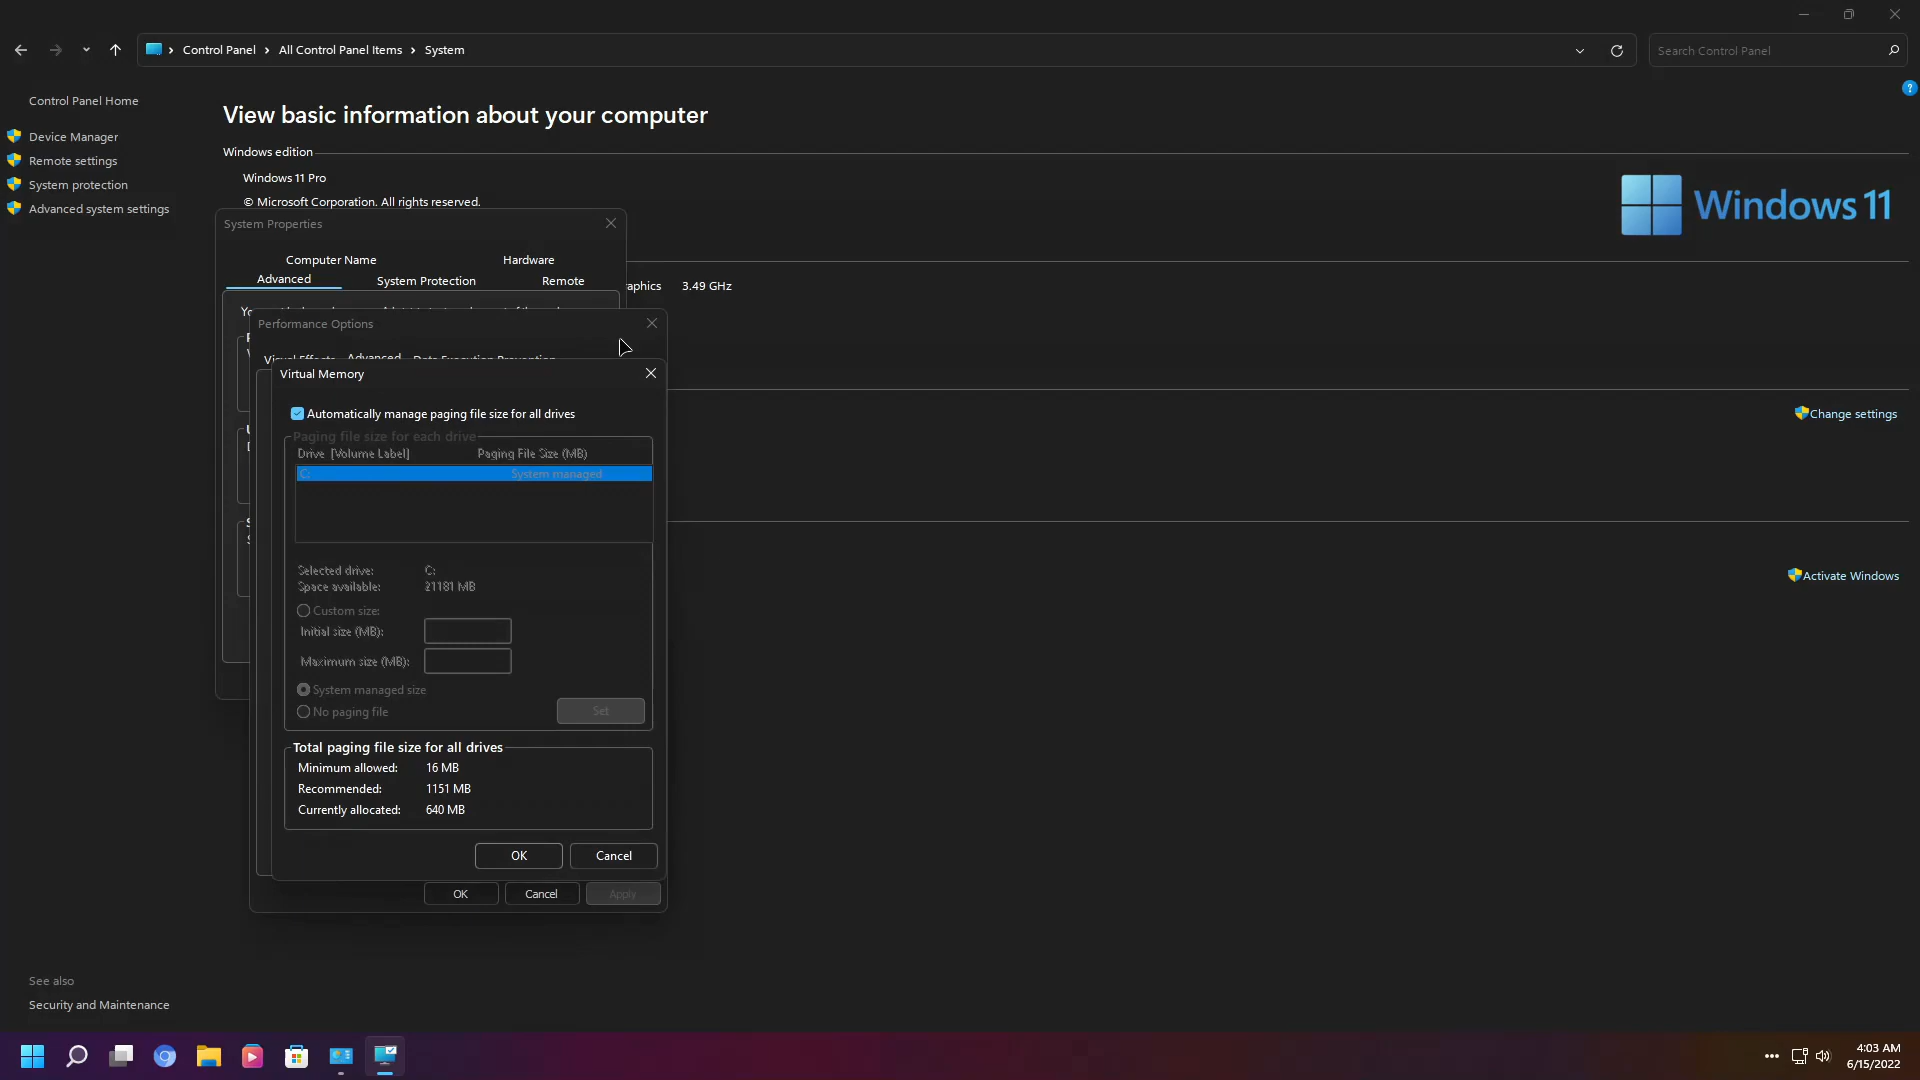 Control Panel
All Control Panel Items
System
Search Control Panel
Control Panel Home
Device Manager
Remote settings
System protection
Advanced system settings
View basic information about your computer
Windows edition
Windows 11 Pro
© Microsoft Corporation. All rights reserved.
Windows 11
System Properties
Computer Name
Hardware
Advanced
System Protection
Remote
raphics 3.49 GHz
Performance Options
Visual Effects
Advanced
Data Execution Prevention
Virtual Memory
Automatically manage paging file size for all drives
Paging file size for each drive
Drive [Volume Label] Paging File Size (MB)
C: System managed
Selected drive: C:
Space available: 21181 MB
Custom size:
Initial size (MB):
Maximum size (MB):
System managed size
No paging file
Set
Total paging file size for all drives
Minimum allowed: 16 MB
Recommended: 1151 MB
Currently allocated: 640 MB
OK
Cancel
OK
Cancel
Apply
Change settings
Activate Windows
See also
Security and Maintenance
4:03 AM
6/15/2022